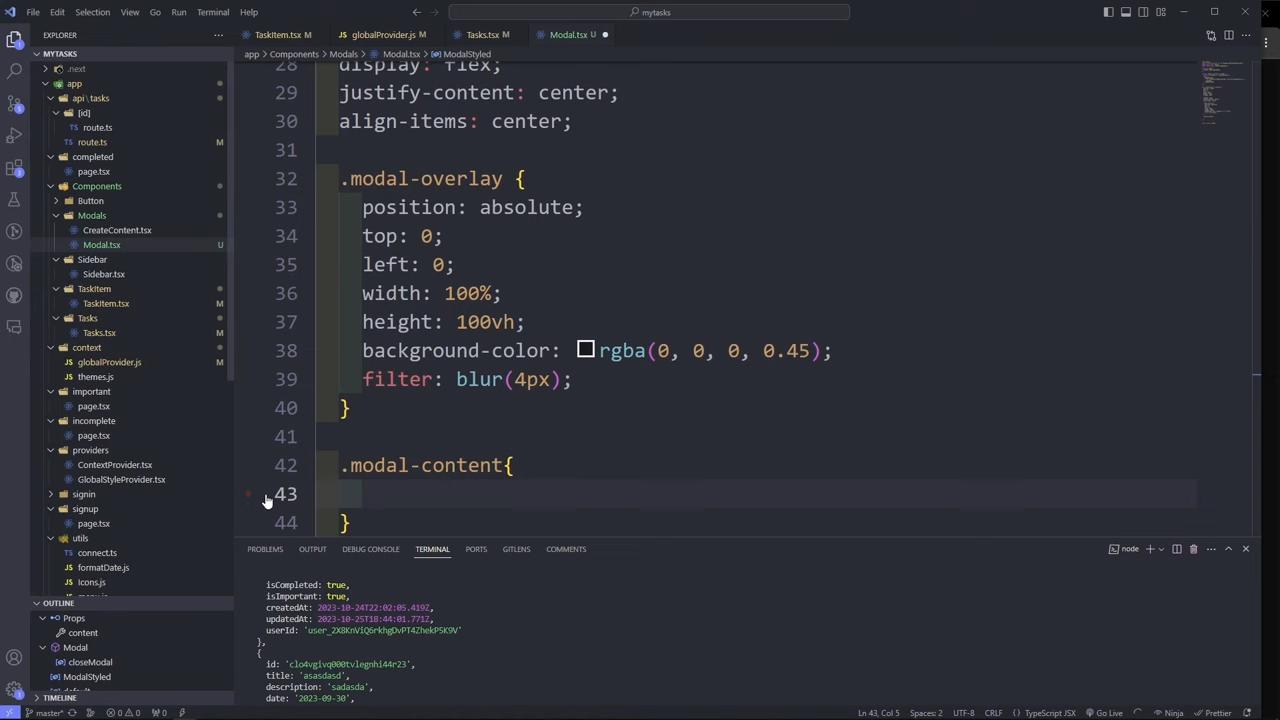 File Edit Selection View Go Run Terminal Help
mytasks
EXPLORER
TaskItem.tsx M
globalProvider.js M
Tasks.tsx M
Modal.tsx U
app > Components > Modals > Modal.tsx > ModalStyled
MYTASKS
.next
app
api\tasks
[id]
route.ts
route.ts M
completed
page.tsx
Components
Button
Modals
CreateContent.tsx
Modal.tsx U
Sidebar
Sidebar.tsx
TaskItem
TaskItem.tsx M
Tasks
Tasks.tsx M
context
globalProvider.js M
themes.js
important
page.tsx
incomplete
page.tsx
providers
ContextProvider.tsx
GlobalStyleProvider.tsx
signin
signup
page.tsx
utils
connect.ts
formatDate.js
Icons.js
OUTLINE
Props
content
Modal
closeModal
ModalStyled
TIMELINE
28 display: flex;
29 justify-content: center;
30 align-items: center;
31
32 .modal-overlay {
33 position: absolute;
34 top: 0;
35 left: 0;
36 width: 100%;
37 height: 100vh;
38 background-color: rgba(0, 0, 0, 0.45);
39 filter: blur(4px);
40 }
41
42 .modal-content{
43
44 }
PROBLEMS OUTPUT DEBUG CONSOLE TERMINAL PORTS GITLENS COMMENTS
node
isCompleted: true,
isImportant: true,
createdAt: 2023-10-24T22:02:05.419Z,
updatedAt: 2023-10-25T18:44:01.771Z,
userId: 'user_2X8KnViQ6rkhgDvPT4ZhekP5K9V'
},
{
id: 'clo4vgivq000tvlegnhi44r23',
title: 'asasdasd',
description: 'sadasda',
date: '2023-09-30',
master* 0 0 0 Ln 43, Col 5 Spaces: 2 UTF-8 CRLF {} TypeScript JSX Go Live Ninja Prettier